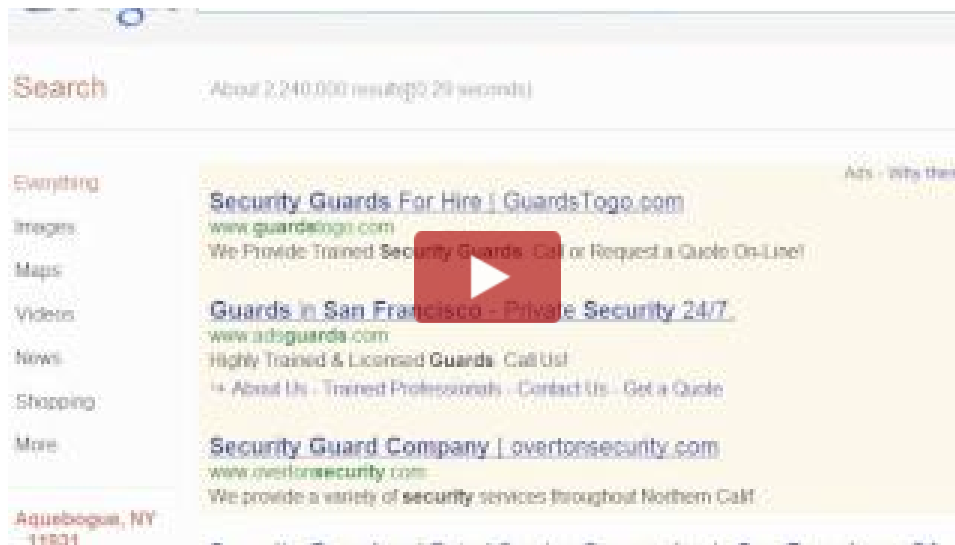 Search
About 2,240,000 results (0.29 seconds)
Ads - Why these
Everything
Images
Maps
Videos
News
Shopping
More
Aquebogue, NY
11931
Security Guards For Hire | GuardsTogo.com
www.guardstogo.com
We Provide Trained Security Guards. Call or Request a Quote On-Line!
Guards in San Francisco - Private Security 24/7
www.adsguards.com
Highly Trained & Licensed Guards. Call Us!
About Us - Trained Professionals - Contact Us - Get a Quote
Security Guard Company | overtonsecurity.com
www.overtonsecurity.com
We provide a variety of security services throughout Northern Calif